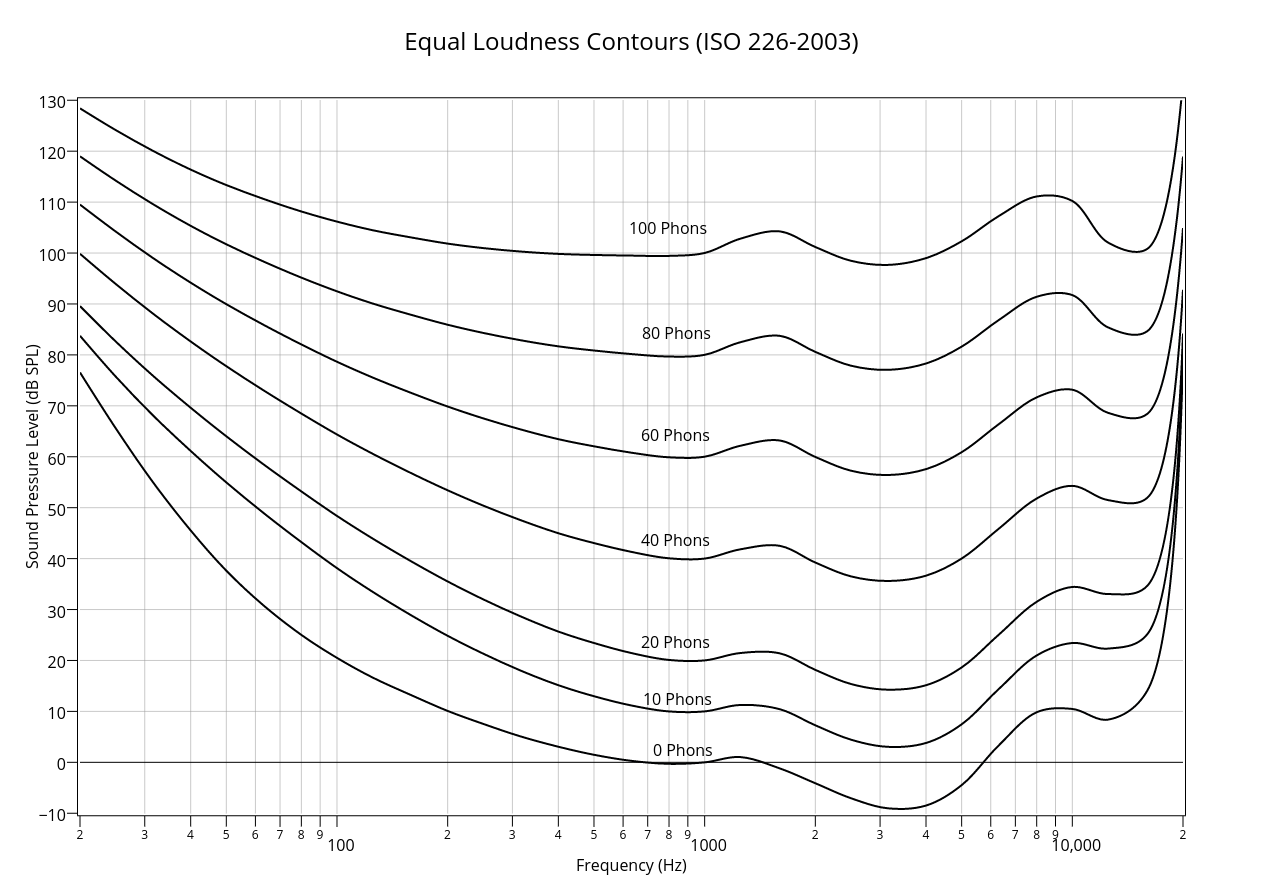 Equal Loudness Contours (ISO 226-2003)
130
120
110
100
90
80
70
60
50
40
30
20
10
0
−10
Sound Pressure Level (dB SPL)
100 Phons
80 Phons
60 Phons
40 Phons
20 Phons
10 Phons
0 Phons
2 3 4 5 6 7 8 9 2 3 4 5 6 7 8 9 2 3 4 5 6 7 8 9 2
100 1000 10,000
Frequency (Hz)